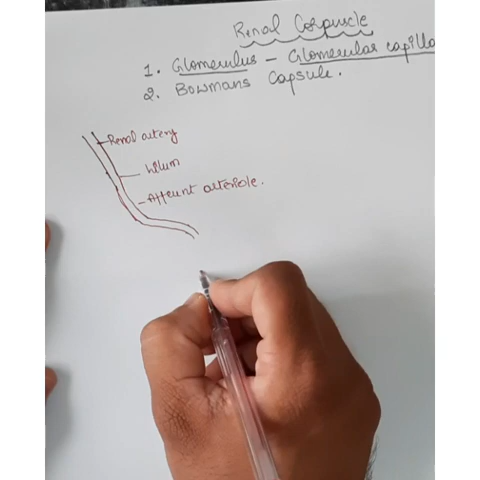 Renal Corpuscle
1. Glomerulus - Glomerular capilla
2. Bowmans Capsule.
Renal artery
hilum
Afferent arteriole.